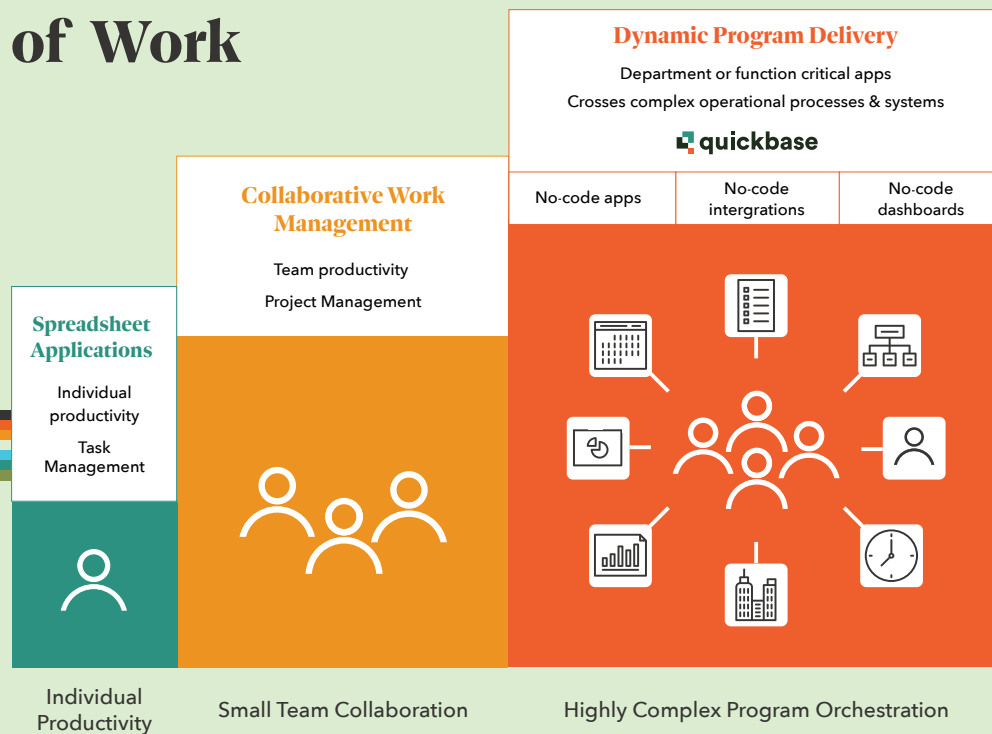 of Work
Dynamic Program Delivery
Department or function critical apps
Crosses complex operational processes & systems
quickbase
No-code apps
No-code
intergrations
No-code
dashboards
Collaborative Work
Management
Team productivity
Project Management
Spreadsheet
Applications
Individual
productivity
Task
Management
Individual
Productivity
Small Team Collaboration
Highly Complex Program Orchestration